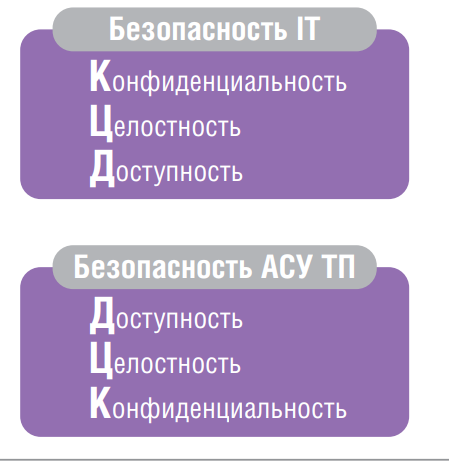 Безопасность IT
Конфиденциальность
Целостность
Доступность
Безопасность АСУ ТП
Доступность
Целостность
Конфиденциальность